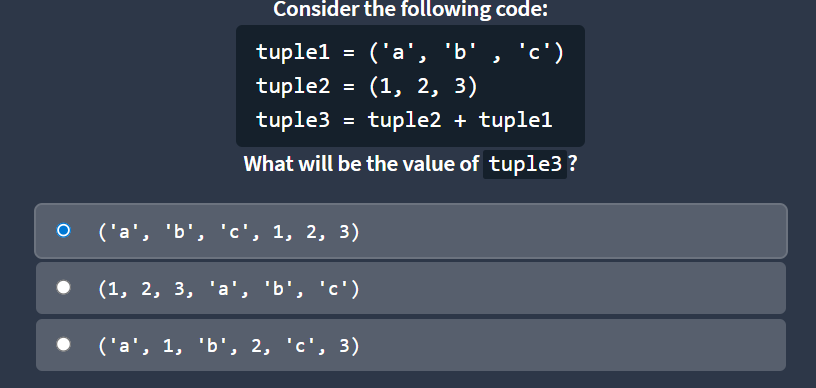 Consider the following code:
tuple1 = ('a', 'b' , 'c')
tuple2 = (1, 2, 3)
tuple3 = tuple2 + tuple1
What will be the value of tuple3?
('a', 'b', 'c', 1, 2, 3)
(1, 2, 3, 'a', 'b', 'c')
('a', 1, 'b', 2, 'c', 3)